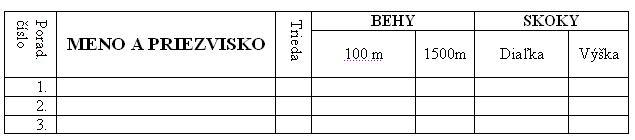 Porad. číslo
MENO A PRIEZVISKO
Trieda
BEHY
SKOKY
100 m
1500m
Diaľka
Výška
1.
2.
3.